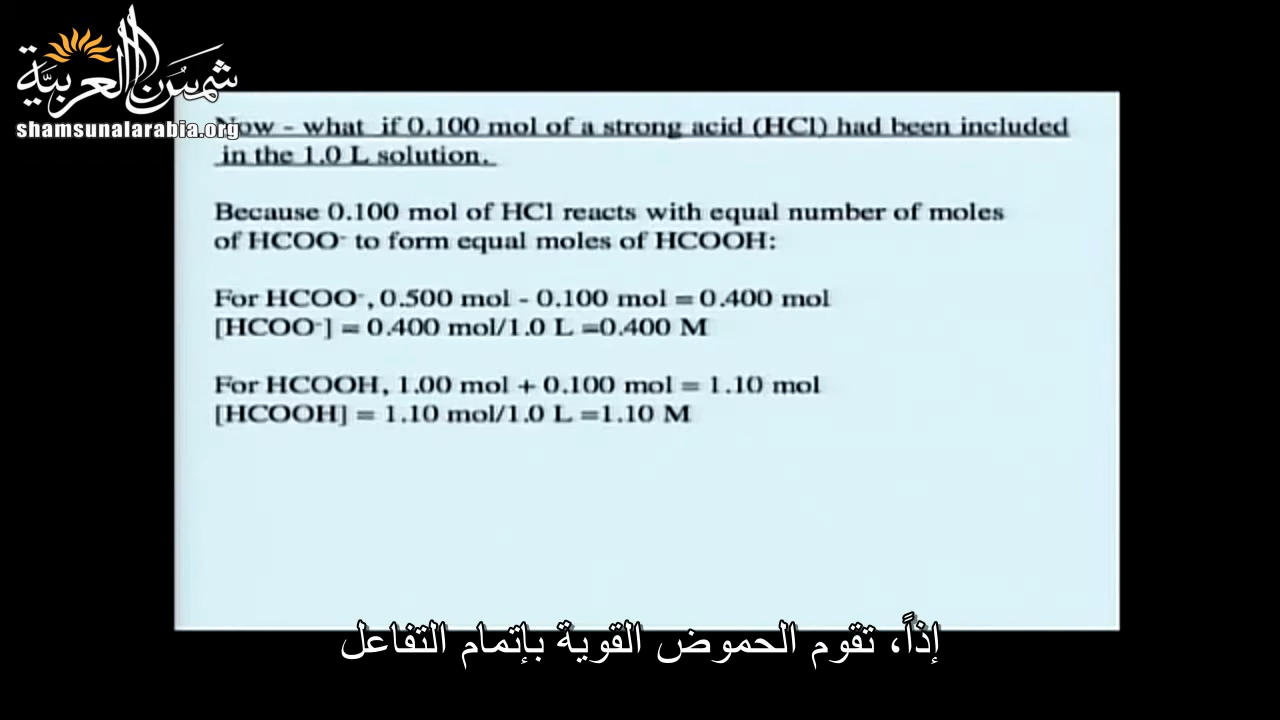 شمس العربية
shamsunalarabia.org
Now - what if 0.100 mol of a strong acid (HCl) had been included
in the 1.0 L solution.
Because 0.100 mol of HCl reacts with equal number of moles
of HCOO⁻ to form equal moles of HCOOH:
For HCOO⁻, 0.500 mol - 0.100 mol = 0.400 mol
[HCOO⁻] = 0.400 mol/1.0 L =0.400 M
For HCOOH, 1.00 mol + 0.100 mol = 1.10 mol
[HCOOH] = 1.10 mol/1.0 L =1.10 M
إذاً، تقوم الحموض القوية بإتمام التفاعل